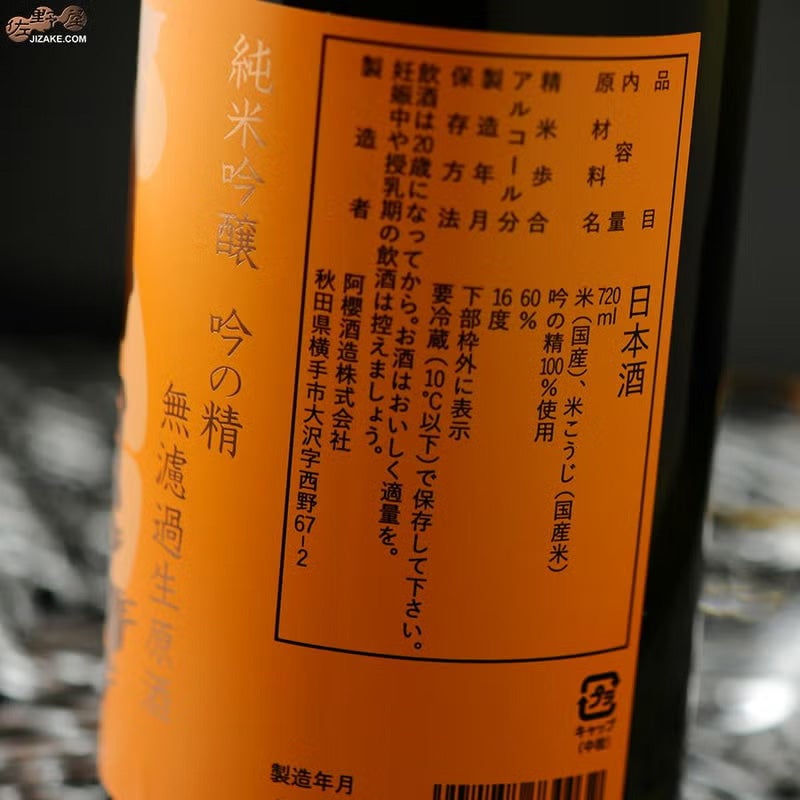 佐野屋
JIZAKE.COM
品目 日本酒
内容量 720ml
原材料名 米(国産)、米こうじ(国産米)
吟の精100%使用
精米歩合 60%
アルコール分 16度
製造年月 下部枠外に表示
保存方法 要冷蔵(10℃以下)で保存して下さい。
飲酒は20歳になってから。お酒はおいしく適量を。
妊娠中や授乳期の飲酒は控えましょう。
製造者 阿櫻酒造株式会社
秋田県横手市大沢字西野67-2
純米吟醸 吟の精
無濾過生原酒
プラ
キャップ
(中栓)
製造年月